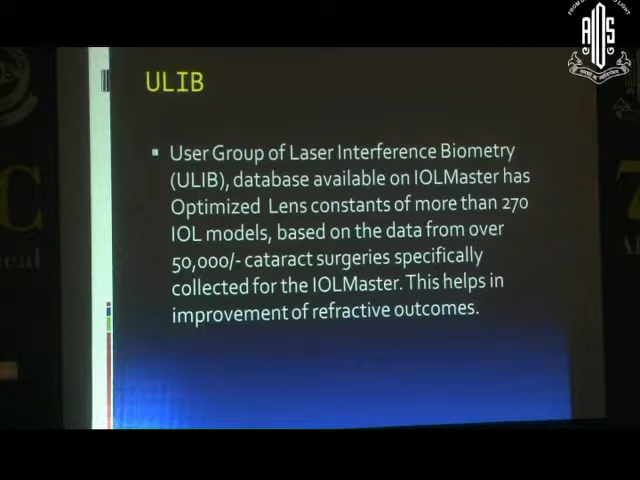 ULIB
User Group of Laser Interference Biometry
(ULIB), database available on IOLMaster has
Optimized Lens constants of more than 270
IOL models, based on the data from over
50,000/- cataract surgeries specifically
collected for the IOLMaster. This helps in
improvement of refractive outcomes.
AIOS